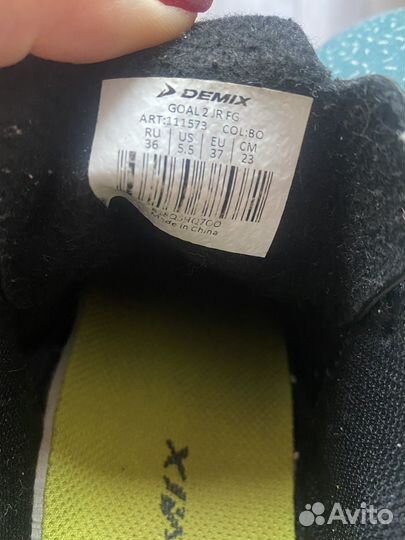 DEMIX
GOAL 2 JR FG
ART:111573 COL:BO
RU US EU CM
36 5.5 37 23
Made in China
Avito